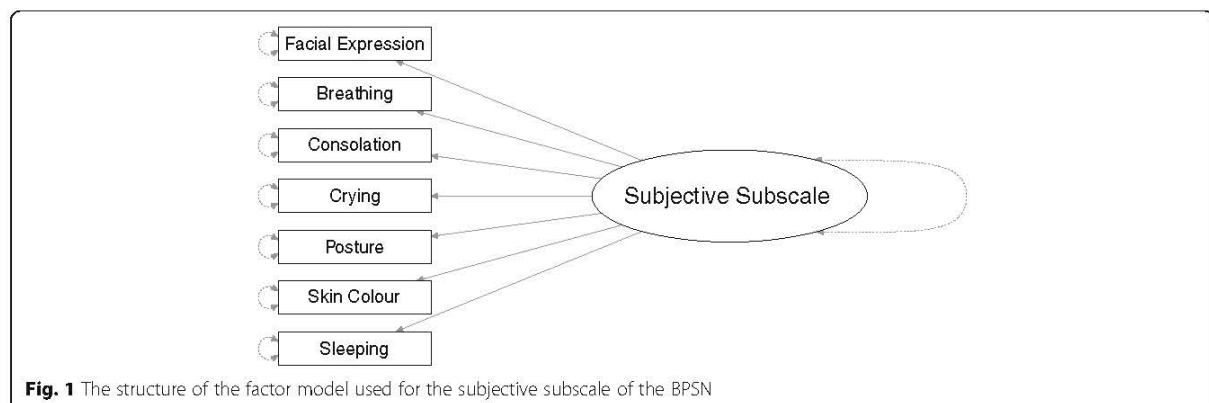 Facial Expression
Breathing
Consolation
Crying
Posture
Skin Colour
Sleeping
Subjective Subscale
Fig. 1 The structure of the factor model used for the subjective subscale of the BPSN